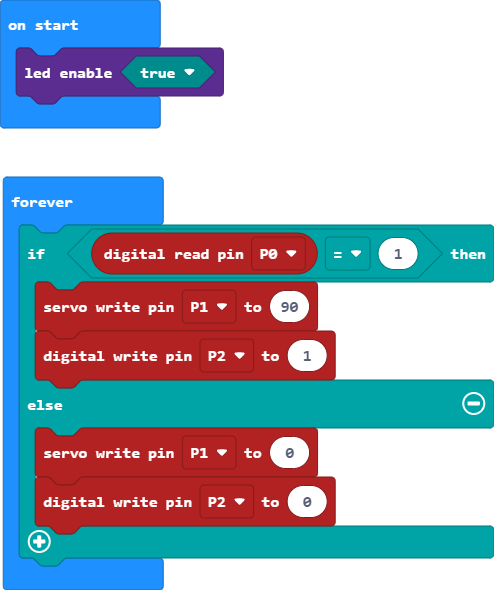 on start
led enable true
forever
if digital read pin P0 = 1 then
servo write pin P1 to 90
digital write pin P2 to 1
else
servo write pin P1 to 0
digital write pin P2 to 0